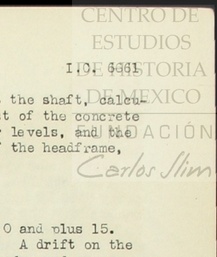 CENTRO DE
ESTUDIOS
DE HISTORIA
DE MEXICO
FUNDACIÓN
Carlos Slim
I.C. 6661
the shaft, calcu-
t of the concrete
levels, and the
the headframe,
0 and plus 15.
A drift on the